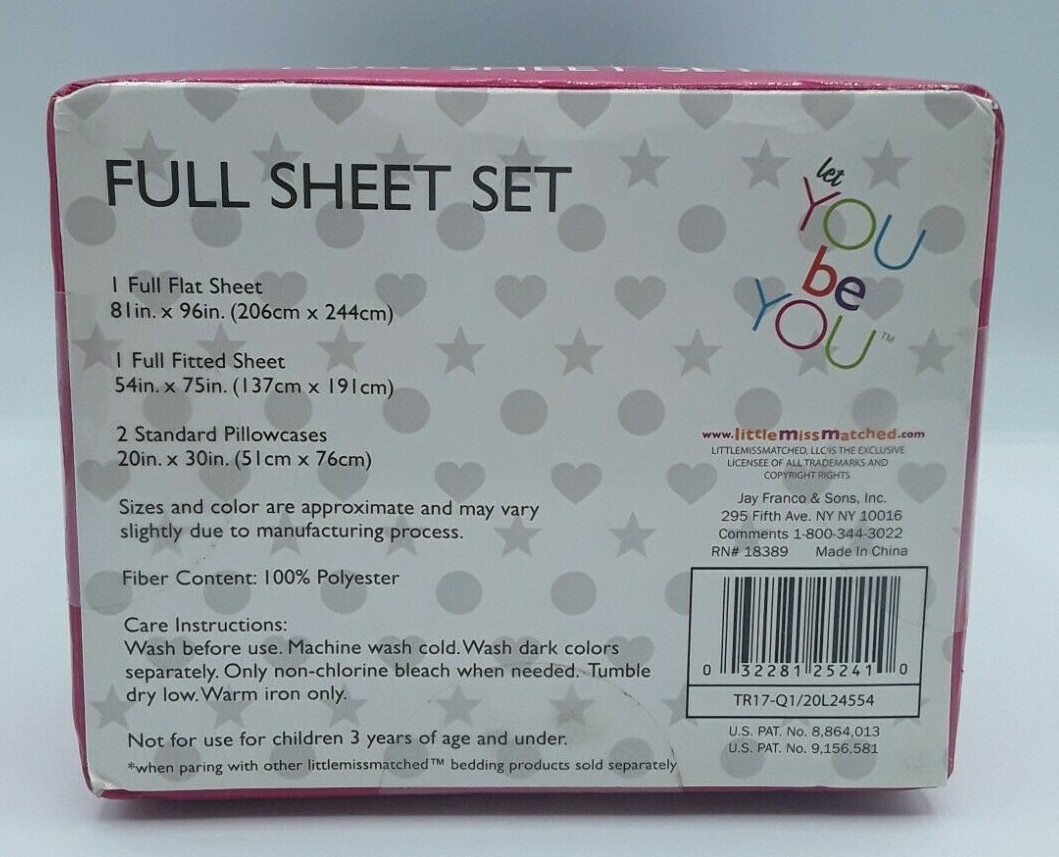 FULL SHEET SET
FULL SHEET SET
1 Full Flat Sheet
81in. x 96in. (206cm x 244cm)
1 Full Fitted Sheet
54in. x 75in. (137cm x 191cm)
2 Standard Pillowcases
20in. x 30in. (51cm x 76cm)
Sizes and color are approximate and may vary
slightly due to manufacturing process.
Fiber Content: 100% Polyester
Care Instructions:
Wash before use. Machine wash cold. Wash dark colors
separately. Only non-chlorine bleach when needed. Tumble
dry low. Warm iron only.
Not for use for children 3 years of age and under.
*when paring with other littlemissmatched™ bedding products sold separately
let
YOU
be
YOU™
www.littlemissmatched.com
LITTLEMISSMATCHED, LLC IS THE EXCLUSIVE
LICENSEE OF ALL TRADEMARKS AND
COPYRIGHT RIGHTS
Jay Franco & Sons, Inc.
295 Fifth Ave. NY NY 10016
Comments 1-800-344-3022
RN# 18389 Made In China
0 32281 25241 0
TR17-Q1/20L24554
U.S. PAT. No. 8,864,013
U.S. PAT. No. 9,156,581